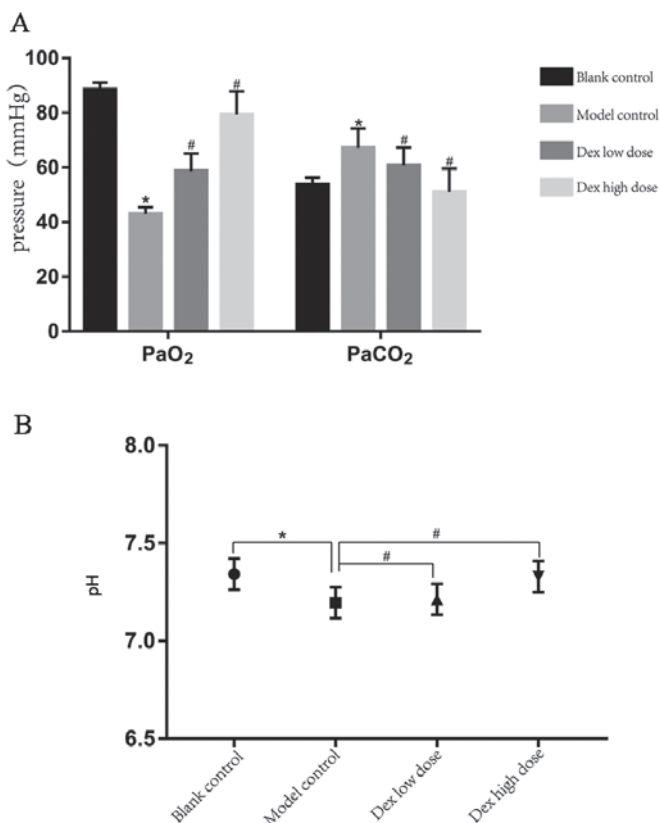 A
100
80
60
40
20
0
pressure (mmHg)
*
#
#
*
#
#
PaO2
PaCO2
Blank control
Model control
Dex low dose
Dex high dose
B
8.0
7.5
7.0
6.5
pH
*
#
#
Blank control
Model control
Dex low dose
Dex high dose